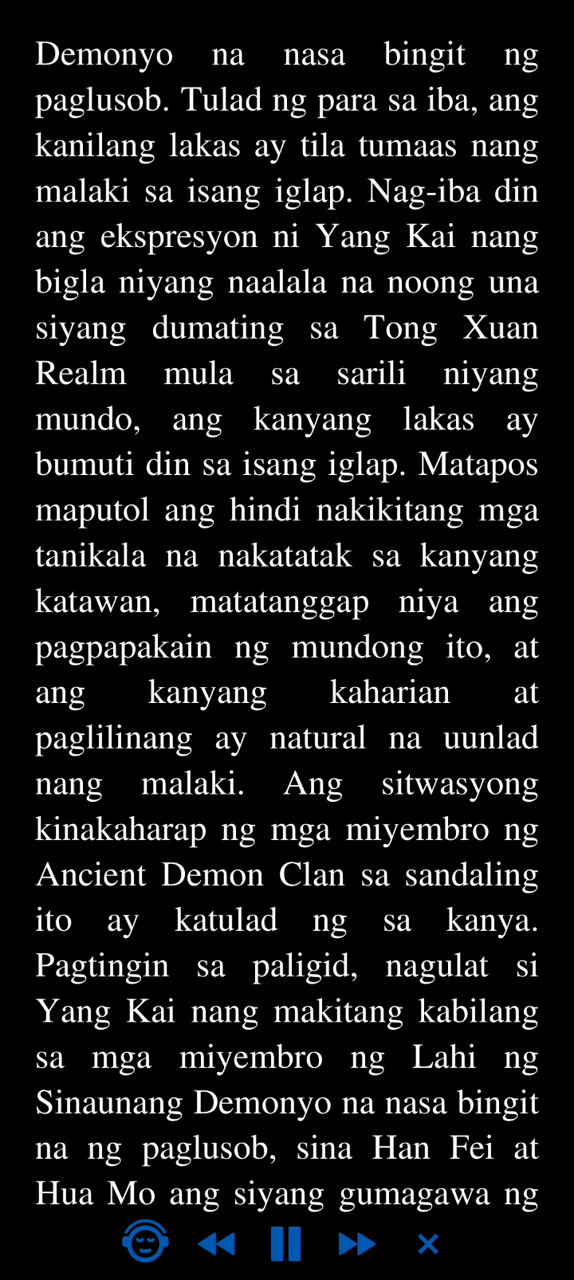 Demonyo na nasa bingit ng
paglusob. Tulad ng para sa iba, ang
kanilang lakas ay tila tumaas nang
malaki sa isang iglap. Nag-iba din
ang ekspresyon ni Yang Kai nang
bigla niyang naalala na noong una
siyang dumating sa Tong Xuan
Realm mula sa sarili niyang
mundo, ang kanyang lakas ay
bumuti din sa isang iglap. Matapos
maputol ang hindi nakikitang mga
tanikala na nakatatak sa kanyang
katawan, matatanggap niya ang
pagpapakain ng mundong ito, at
ang kanyang kaharian at
paglilinang ay natural na uunlad
nang malaki. Ang sitwasyong
kinakaharap ng mga miyembro ng
Ancient Demon Clan sa sandaling
ito ay katulad ng sa kanya.
Pagtingin sa paligid, nagulat si
Yang Kai nang makitang kabilang
sa mga miyembro ng Lahi ng
Sinaunang Demonyo na nasa bingit
na ng paglusob, sina Han Fei at
Hua Mo ang siyang gumagawa ng